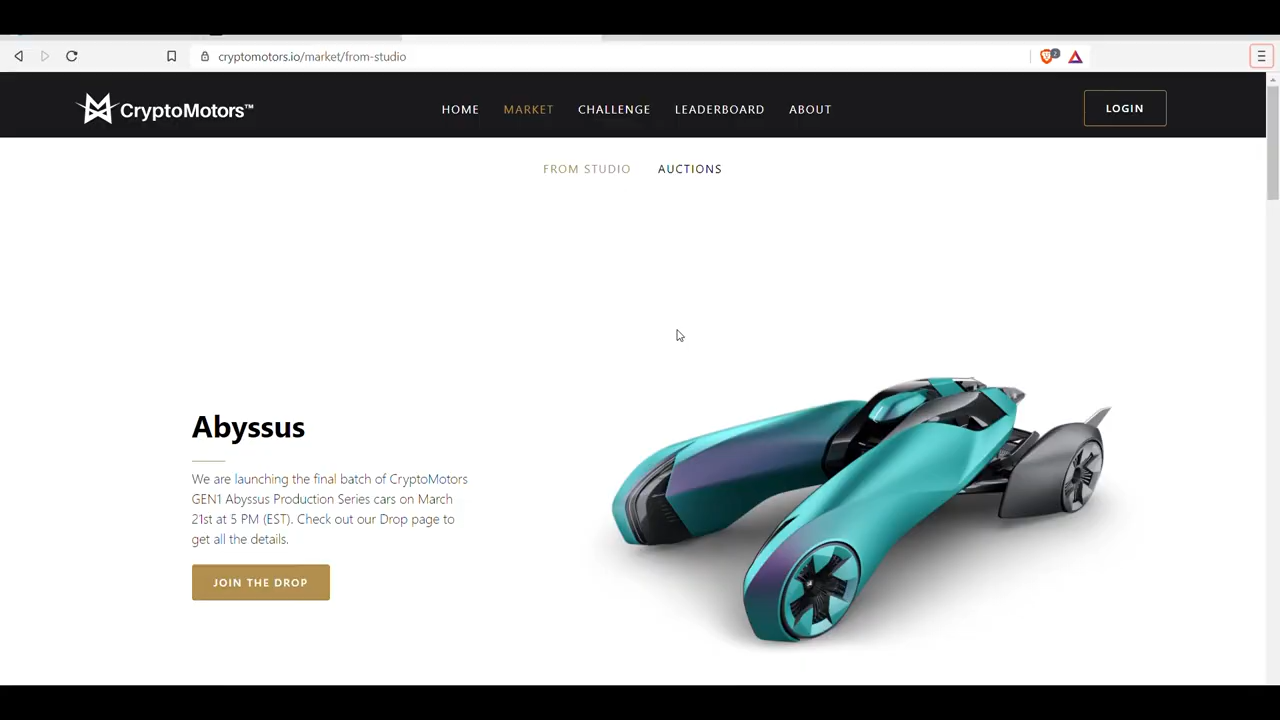 cryptomotors.io/market/from-studio
2
CryptoMotors™
HOME
MARKET
CHALLENGE
LEADERBOARD
ABOUT
LOGIN
FROM STUDIO
AUCTIONS
Abyssus
We are launching the final batch of CryptoMotors
GEN1 Abyssus Production Series cars on March
21st at 5 PM (EST). Check out our Drop page to
get all the details.
JOIN THE DROP